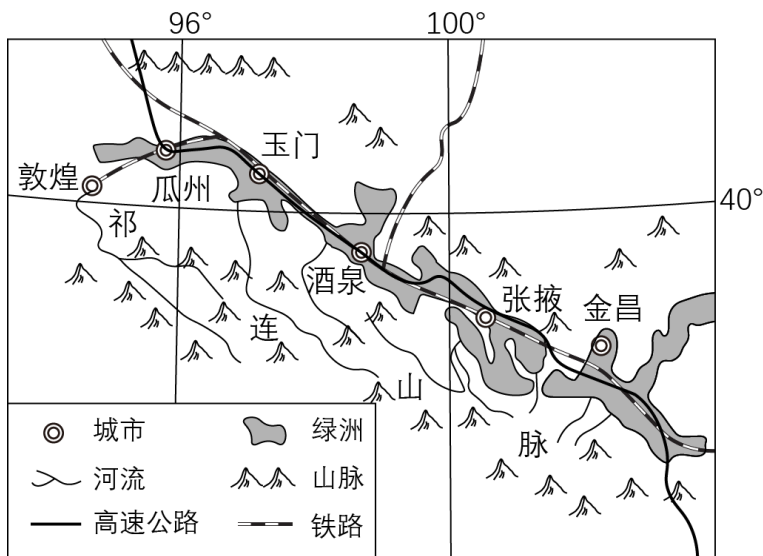 96°
100°
玉门
敦煌
瓜州
40°
祁
酒泉
张掖
金昌
连
山
脉
城市
绿洲
河流
山脉
高速公路
铁路